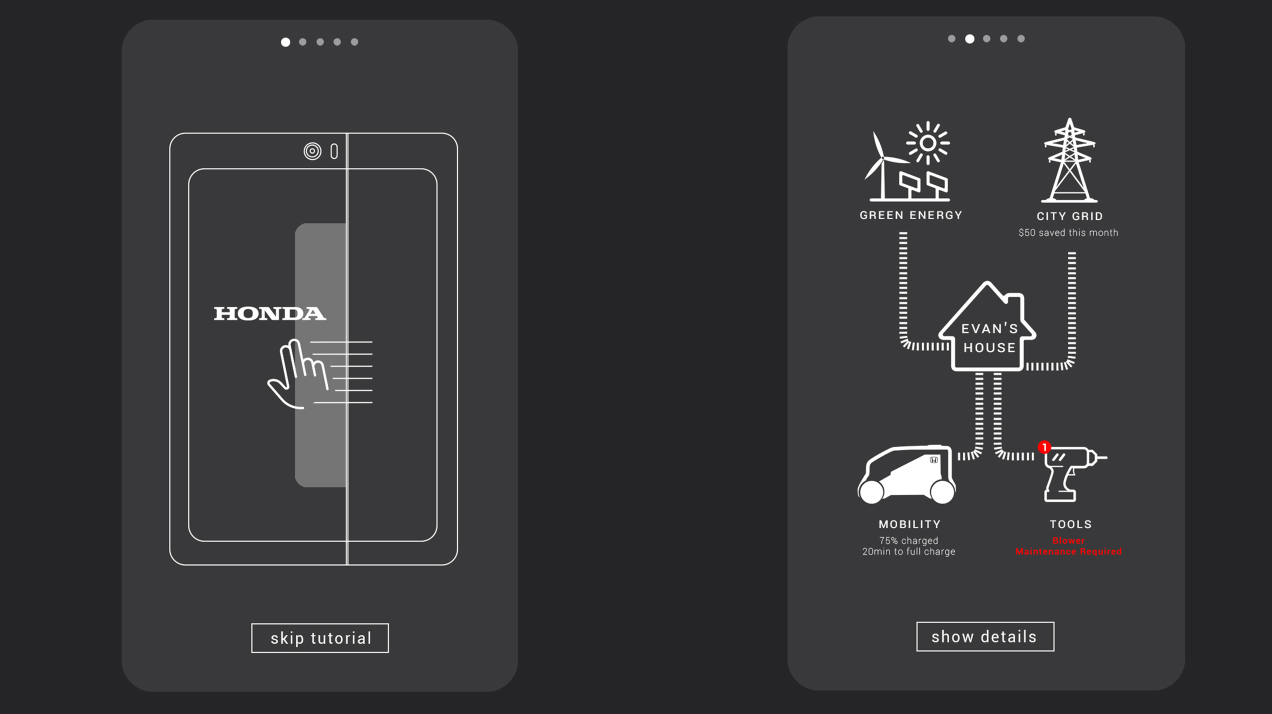 HONDA
skip tutorial
GREEN ENERGY
CITY GRID
$50 saved this month
EVAN'S
HOUSE
1
MOBILITY
75% charged
20min to full charge
TOOLS
Blower
Maintenance Required
show details